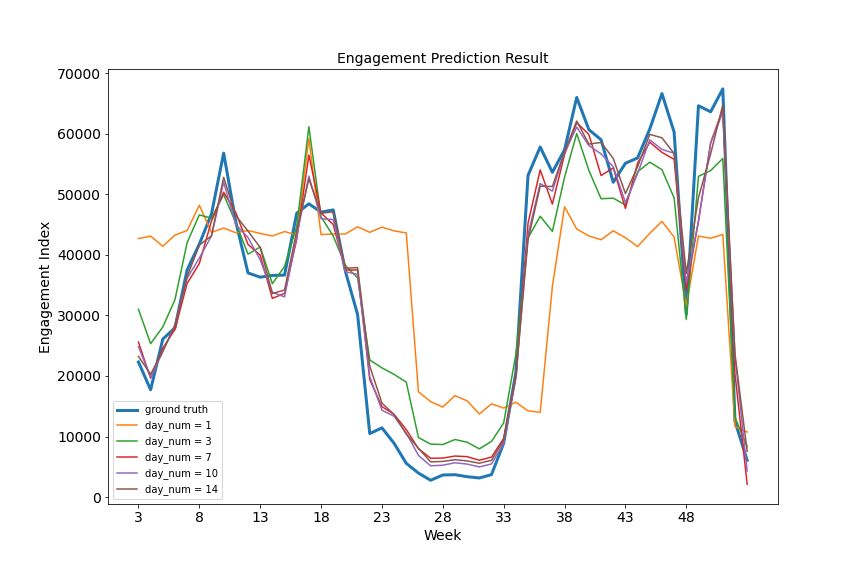 Engagement Prediction Result
70000
60000
50000
40000
30000
20000
10000
0
Engagement Index
ground truth
day_num = 1
day_num = 3
day_num = 7
day_num = 10
day_num = 14
3 8 13 18 23 28 33 38 43 48
Week